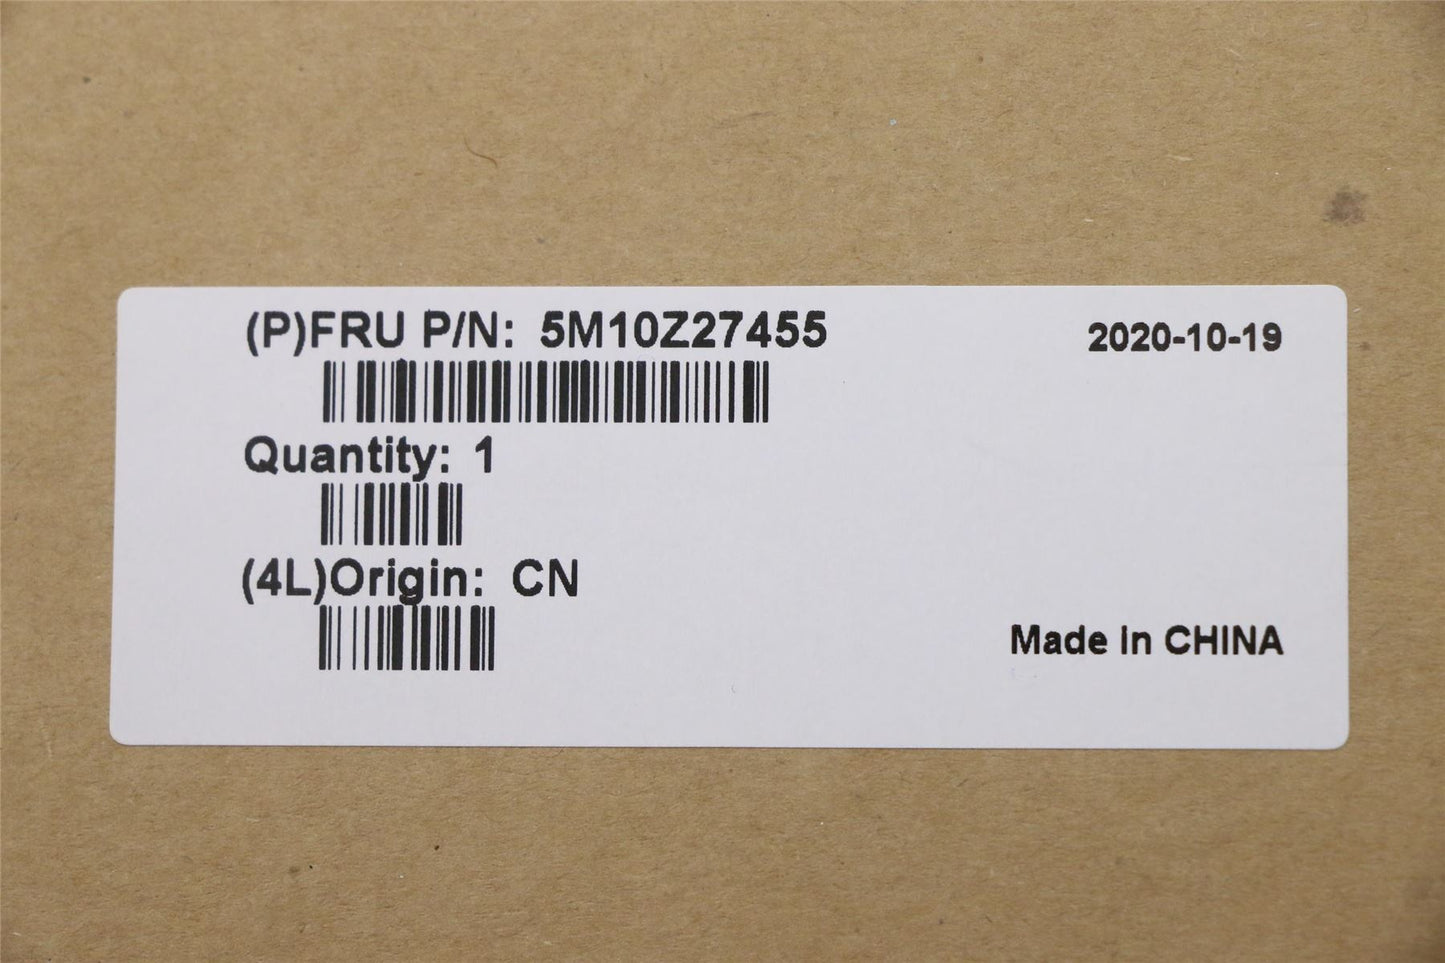 (P)FRU P/N: 5M10Z27455
2020-10-19
Quantity: 1
(4L)Origin: CN
Made In CHINA